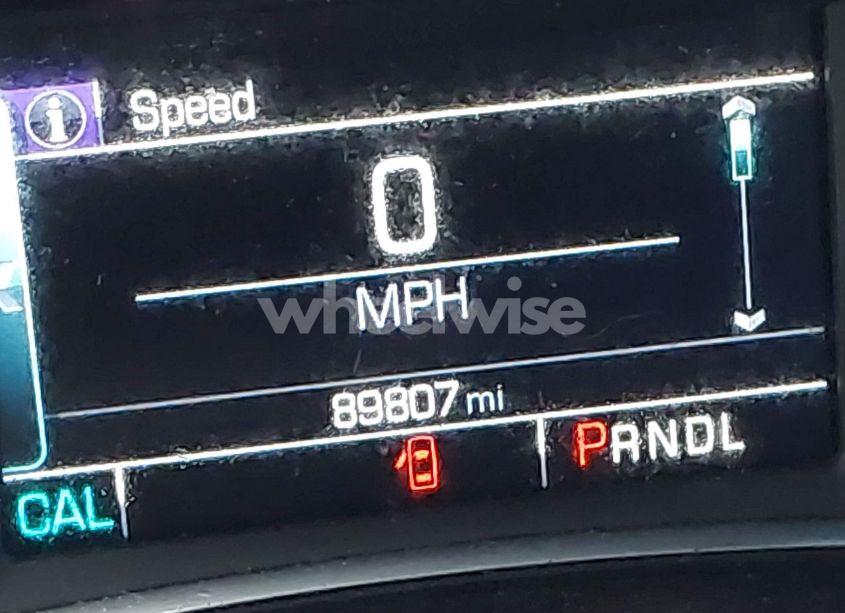 i Speed
0
MPH
wheelwise
89807 mi
CAL PRNDL